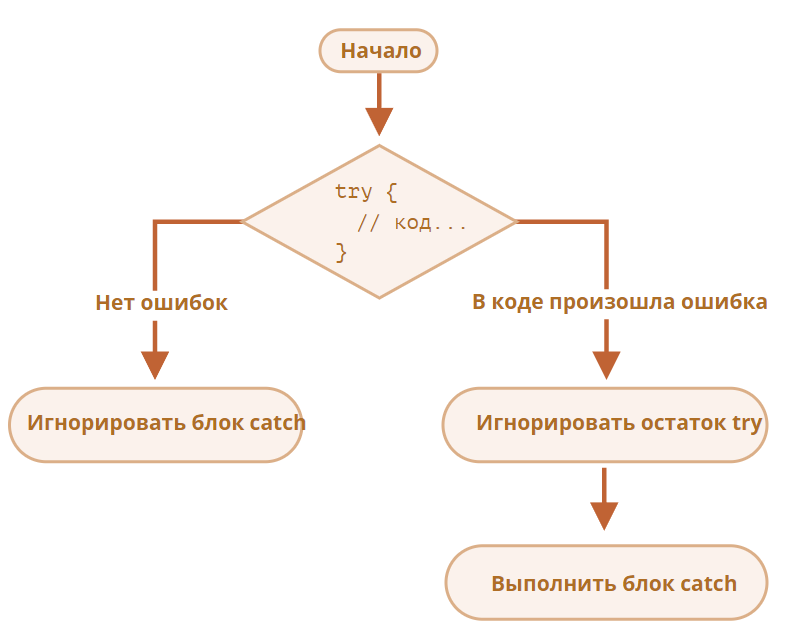 Начало
try {
// код...
}
Нет ошибок
В коде произошла ошибка
Игнорировать блок catch
Игнорировать остаток try
Выполнить блок catch